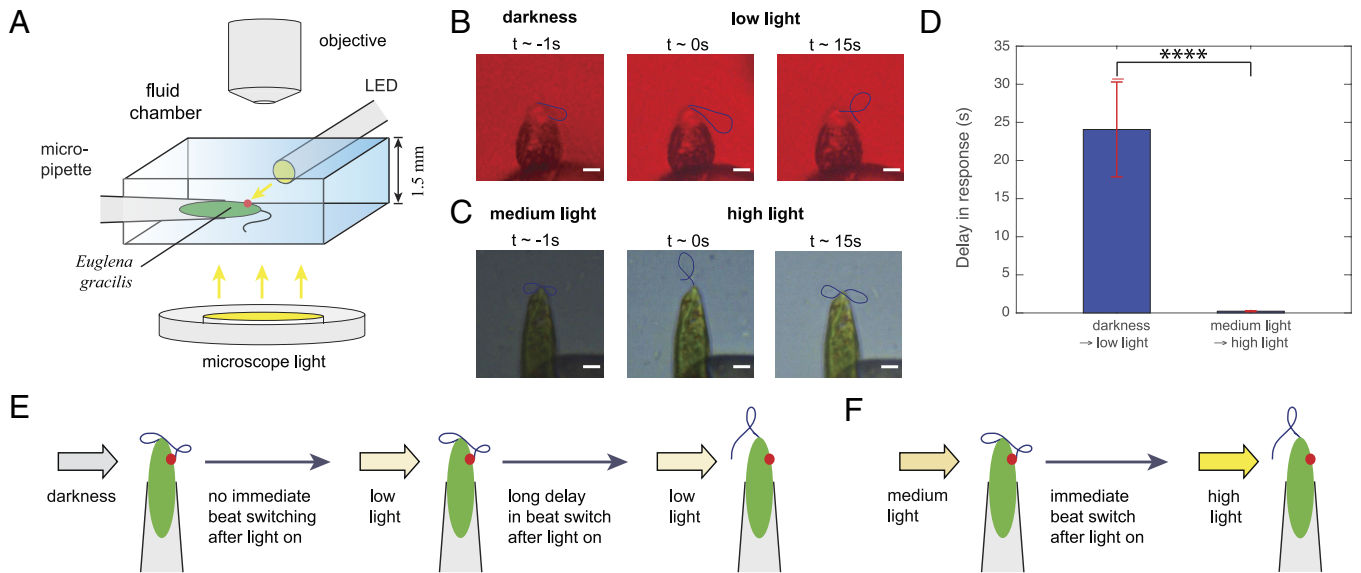 A
objective
LED
fluid
chamber
micro-
pipette
1.5 mm
Euglena
gracilis
microscope light
B
darkness
low light
t ~ -1s
t ~ 0s
t ~ 15s
C
medium light
high light
t ~ -1s
t ~ 0s
t ~ 15s
D
****
35
30
25
20
15
10
5
0
Delay in response (s)
darkness
→ low light
medium light
→ high light
E
darkness
no immediate
beat switching
after light on
low
light
long delay
in beat switch
after light on
low
light
F
medium
light
immediate
beat switch
after light on
high
light